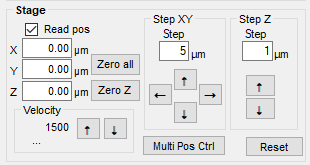 Stage
Read pos
X 0.00 µm
Y 0.00 µm
Z 0.00 µm
Zero all
Zero Z
Velocity
1500
...
↑ ↓
Step XY
Step
5 µm
↑
← →
↓
Step Z
Step
1 µm
↑
↓
Multi Pos Ctrl
Reset